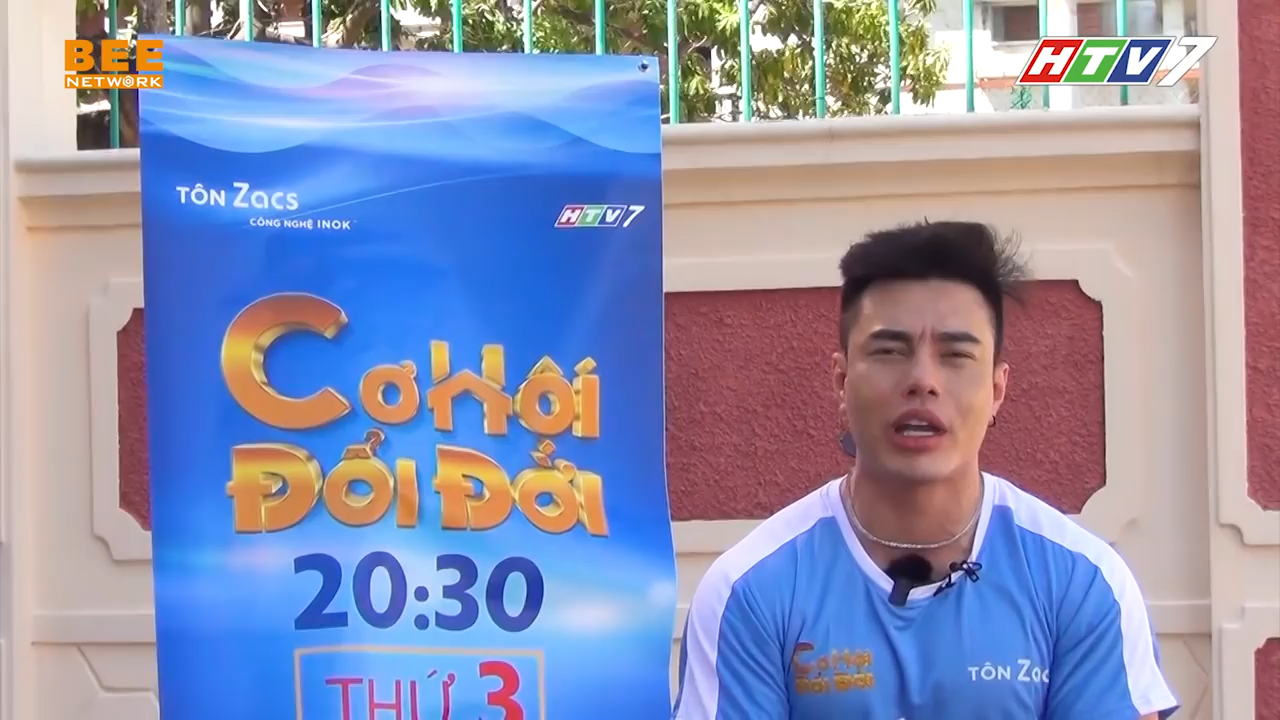 BEE
NETWORK
HTV7
TÔN Zacs
CÔNG NGHỆ INOK
HTV7
CƠ HỘI
ĐỔI ĐỜI
20:30
THỨ 3
CƠ HỘI
ĐỔI ĐỜI
TÔN Zacs